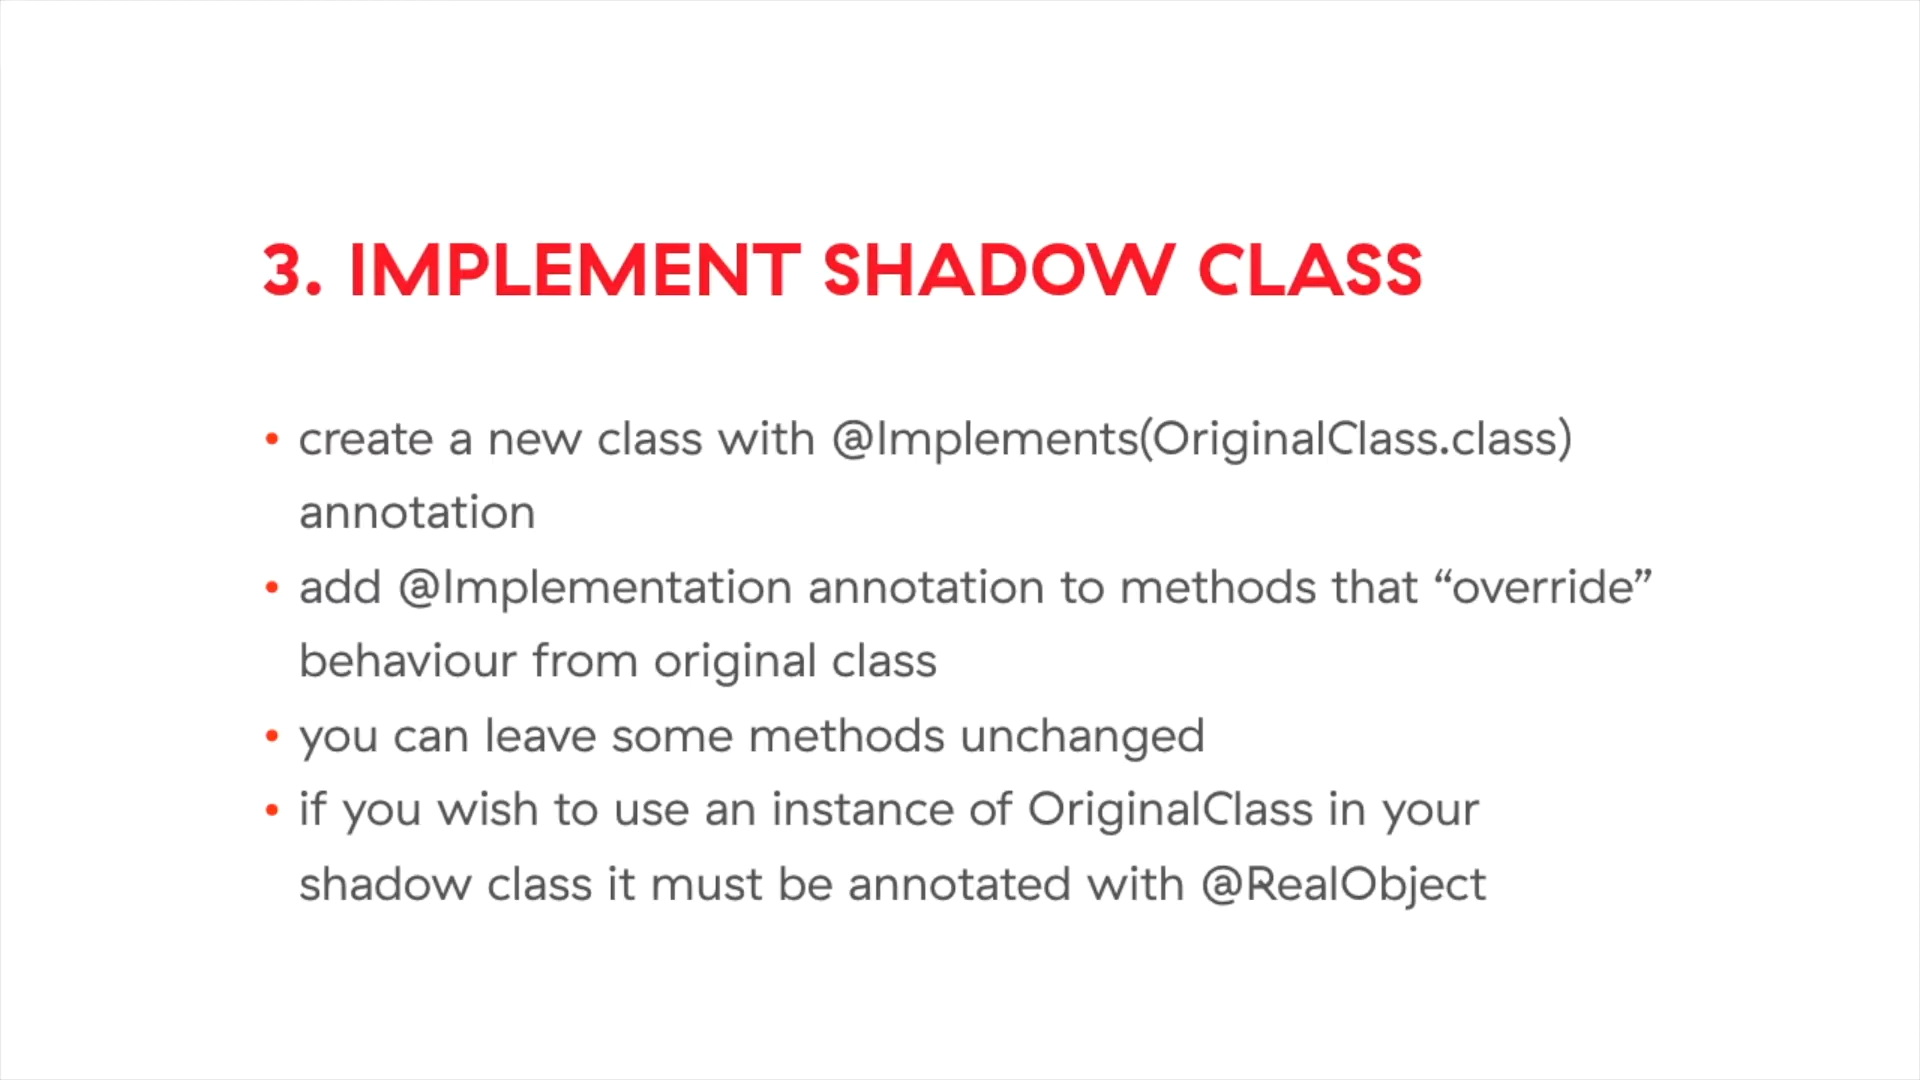 3. IMPLEMENT SHADOW CLASS
• create a new class with @Implements(OriginalClass.class)
annotation
• add @Implementation annotation to methods that “override”
behaviour from original class
• you can leave some methods unchanged
• if you wish to use an instance of OriginalClass in your
shadow class it must be annotated with @RealObject